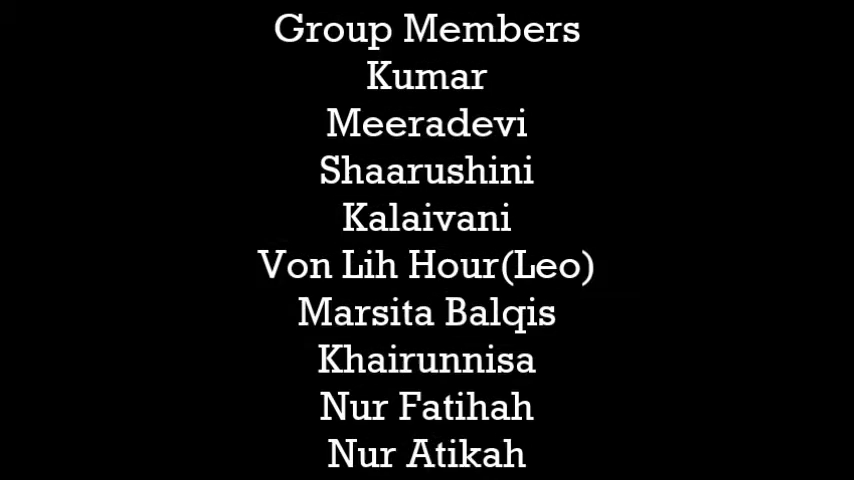 Group Members
Kumar
Meeradevi
Shaarushini
Kalaivani
Von Lih Hour(Leo)
Marsita Balqis
Khairunnisa
Nur Fatihah
Nur Atikah